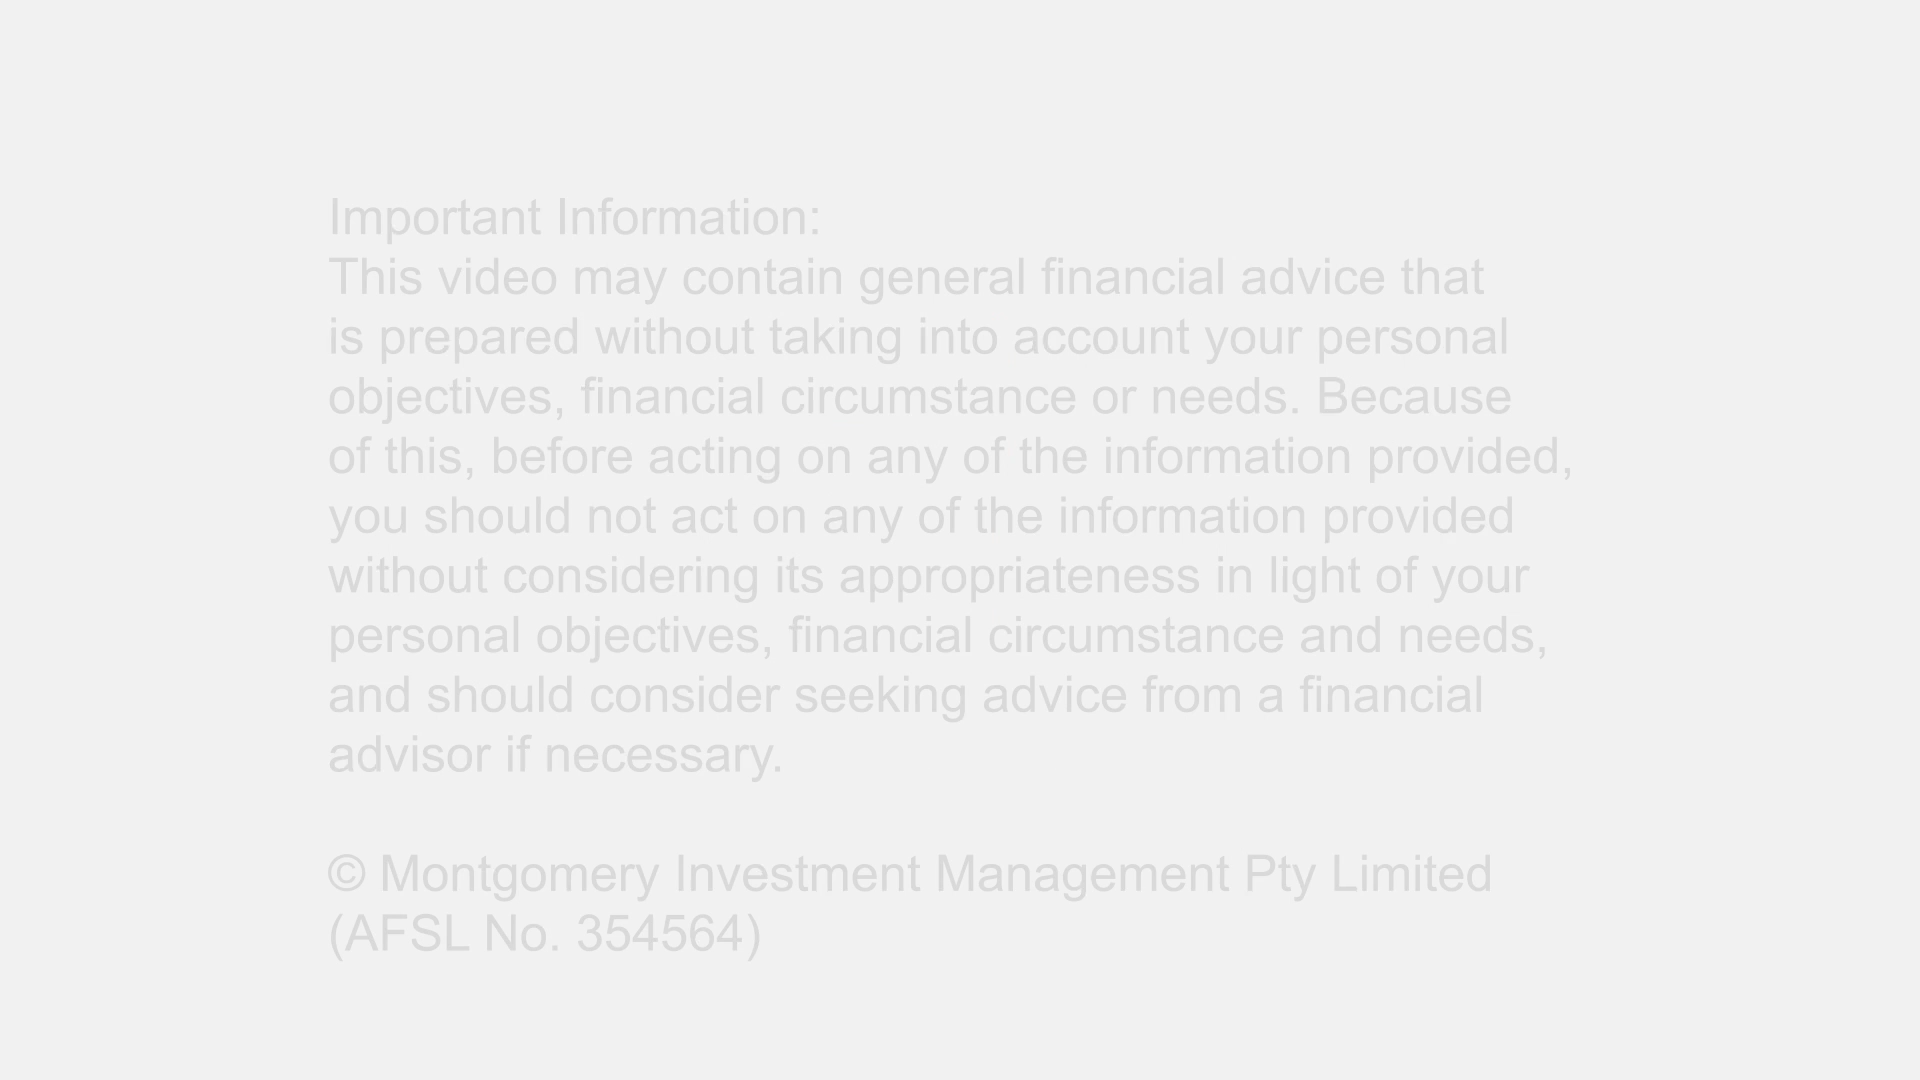 Important Information:
This video may contain general financial advice that
is prepared without taking into account your personal
objectives, financial circumstance or needs. Because
of this, before acting on any of the information provided,
you should not act on any of the information provided
without considering its appropriateness in light of your
personal objectives, financial circumstance and needs,
and should consider seeking advice from a financial
advisor if necessary.
© Montgomery Investment Management Pty Limited
(AFSL No. 354564)